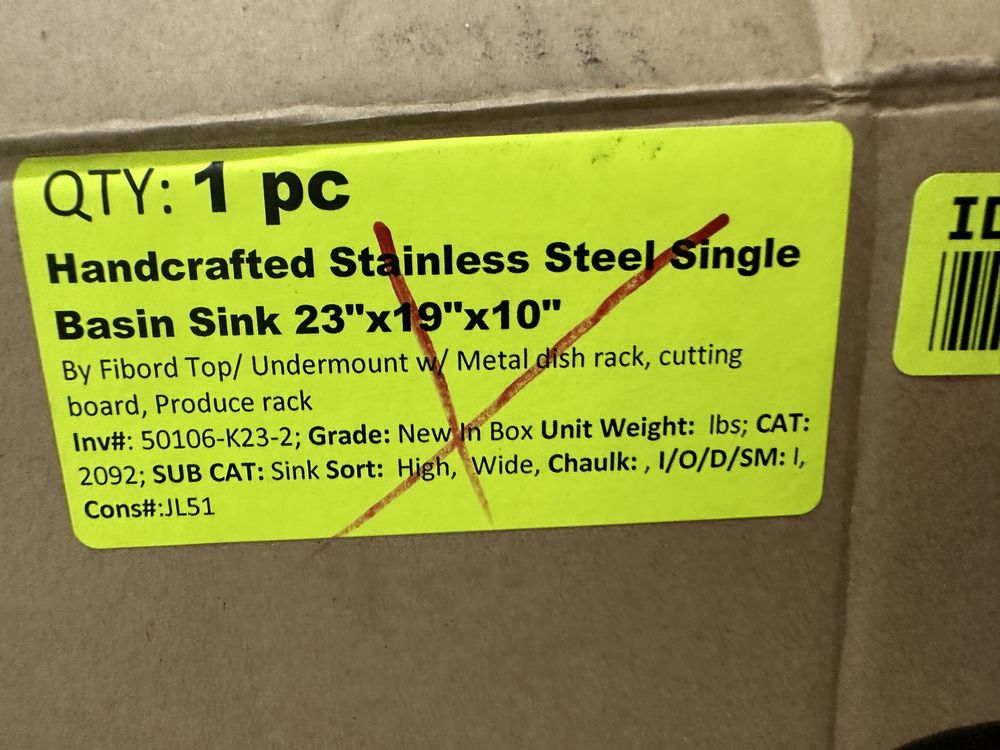 QTY: 1 pc
Handcrafted Stainless Steel Single
Basin Sink 23"x19"x10"
By Fibord Top/ Undermount w/ Metal dish rack, cutting
board, Produce rack
Inv#: 50106-K23-2; Grade: New In Box Unit Weight: lbs; CAT:
2092; SUB CAT: Sink Sort: High, Wide, Chaulk: , I/O/D/SM: I,
Cons#:JL51